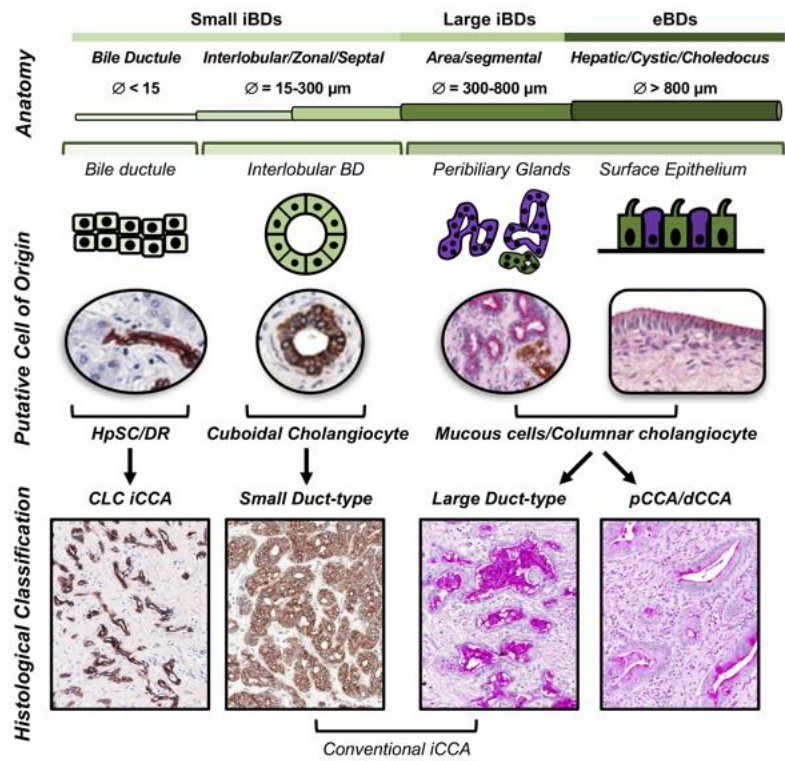 Small iBDs Large iBDs eBDs
Bile Ductule Interlobular/Zonal/Septal Area/segmental Hepatic/Cystic/Choledocus
Ø < 15 Ø = 15-300 µm Ø = 300-800 µm Ø > 800 µm
Anatomy
Bile ductule Interlobular BD Peribiliary Glands Surface Epithelium
Putative Cell of Origin
HpSC/DR Cuboidal Cholangiocyte Mucous cells/Columnar cholangiocyte
CLC iCCA Small Duct-type Large Duct-type pCCA/dCCA
Histological Classification
Conventional iCCA